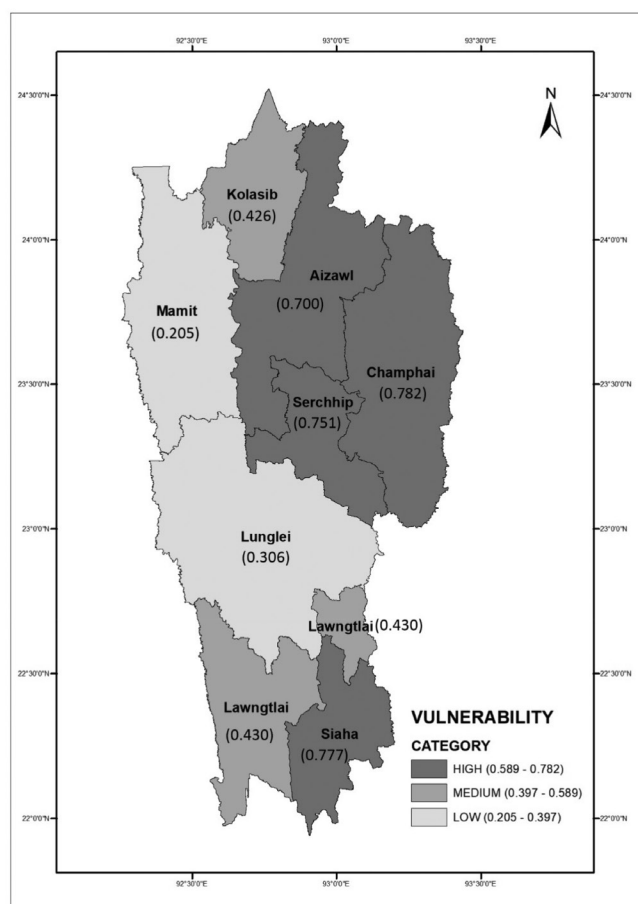 92°30'0"E 93°0'0"E 93°30'0"E
24°30'0"N 24°30'0"N
N
Kolasib
(0.426)
24°0'0"N 24°0'0"N
Aizawl
(0.700)
Mamit
(0.205)
Champhai
(0.782)
23°30'0"N 23°30'0"N
Serchhip
(0.751)
23°0'0"N 23°0'0"N
Lunglei
(0.306)
Lawngtlai (0.430)
22°30'0"N 22°30'0"N
Lawngtlai
(0.430)
Siaha
(0.777)
VULNERABILITY
CATEGORY
HIGH (0.589 - 0.782)
MEDIUM (0.397 - 0.589)
LOW (0.205 - 0.397)
22°0'0"N 22°0'0"N
92°30'0"E 93°0'0"E 93°30'0"E